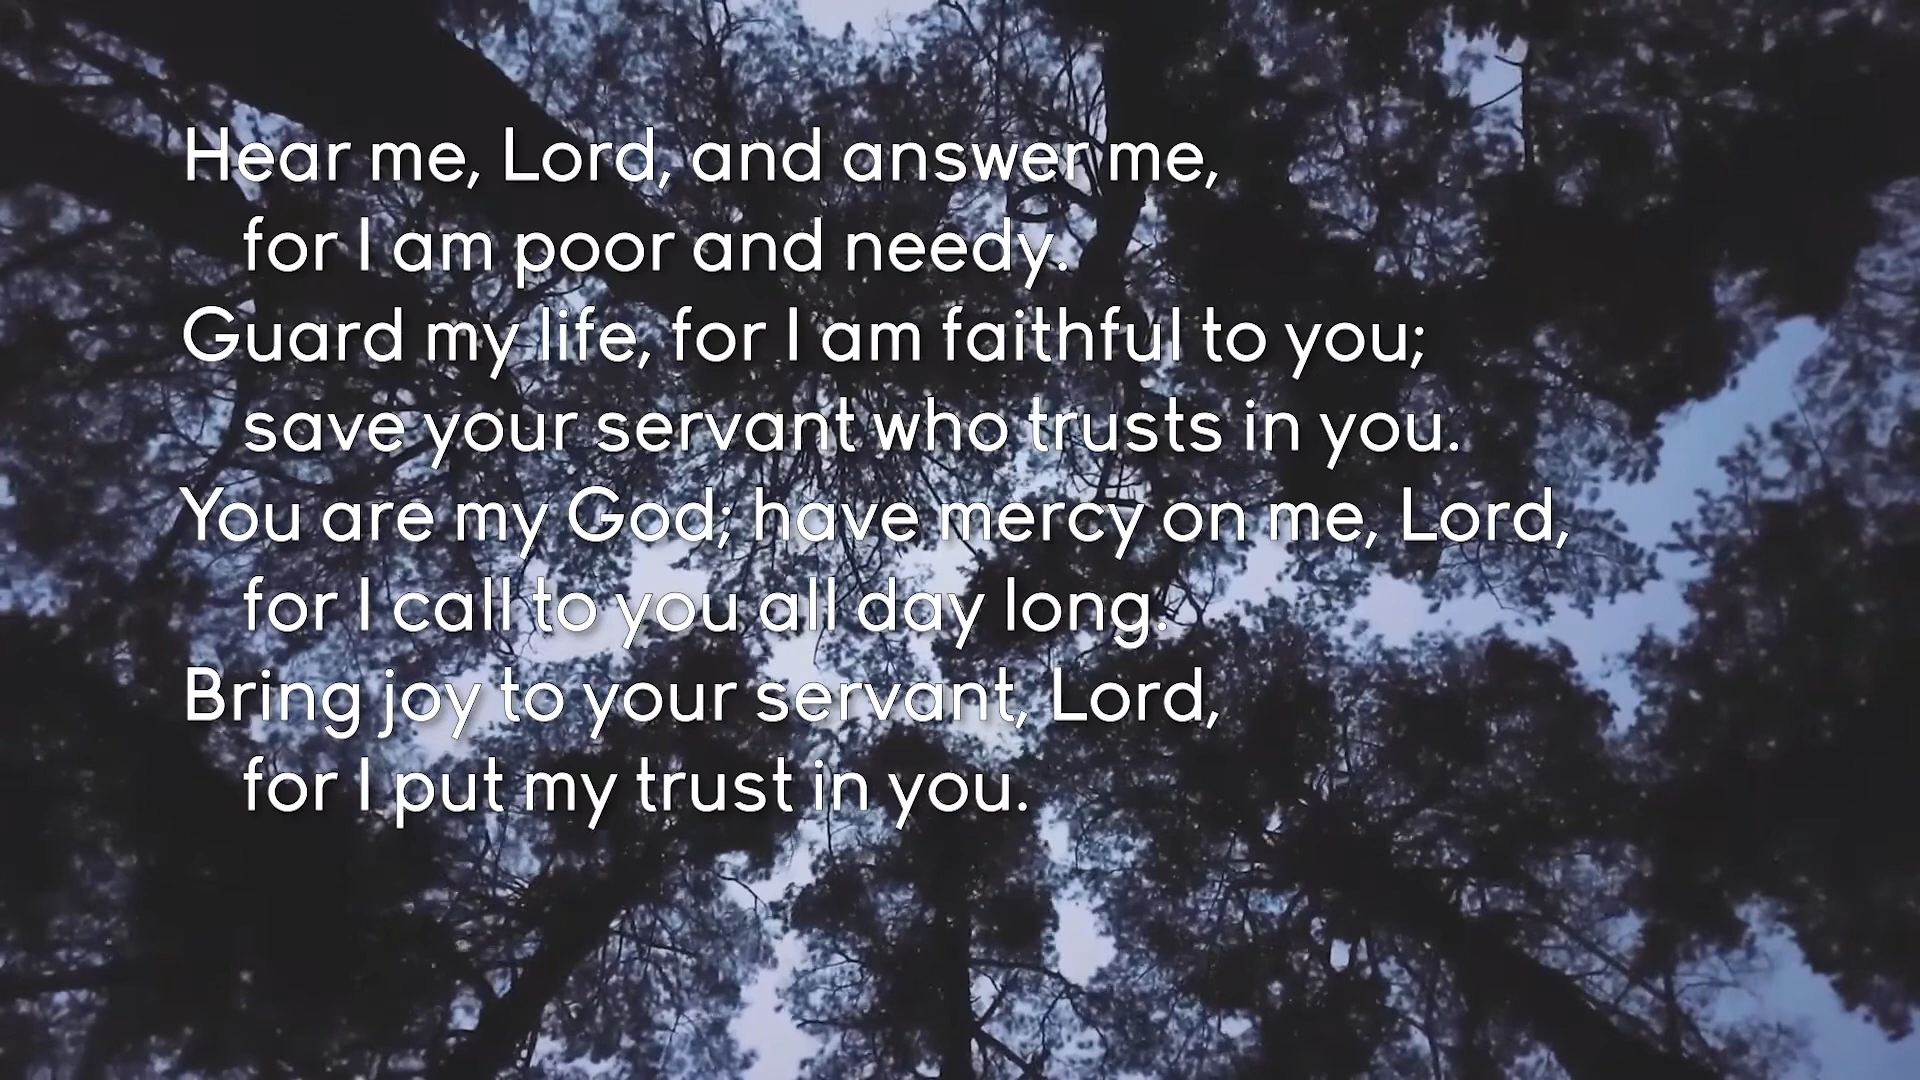 Hear me, Lord, and answer me,
for I am poor and needy.
Guard my life, for I am faithful to you;
save your servant who trusts in you.
You are my God; have mercy on me, Lord,
for I call to you all day long.
Bring joy to your servant, Lord,
for I put my trust in you.